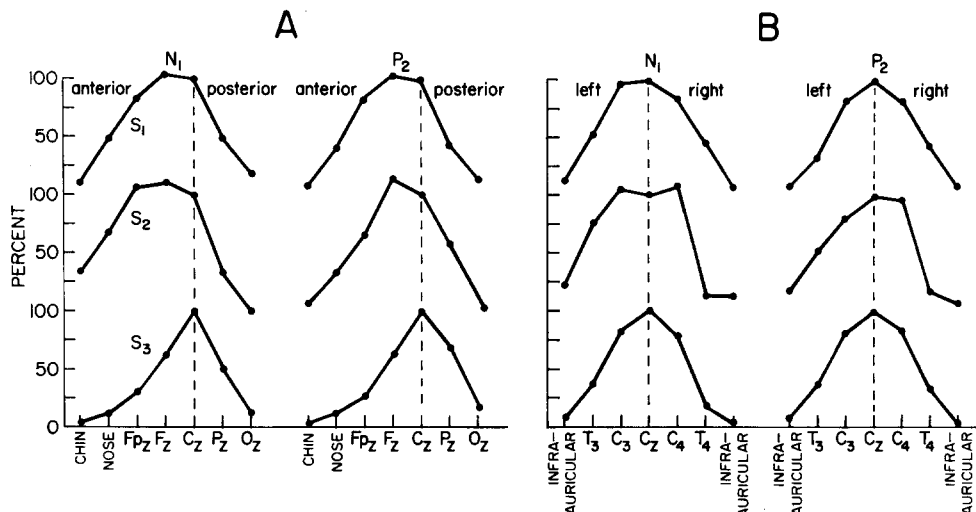 A
B
N1
P2
N1
P2
anterior posterior
anterior posterior
left right
left right
PERCENT
100
50
S1
100
50
S2
100
50
0
S3
CHIN NOSE FPZ FZ CZ PZ OZ
CHIN NOSE FPZ FZ CZ PZ OZ
INFRA-AURICULAR T3 C3 CZ C4 T4 INFRA-AURICULAR
INFRA-AURICULAR T3 C3 CZ C4 T4 INFRA-AURICULAR